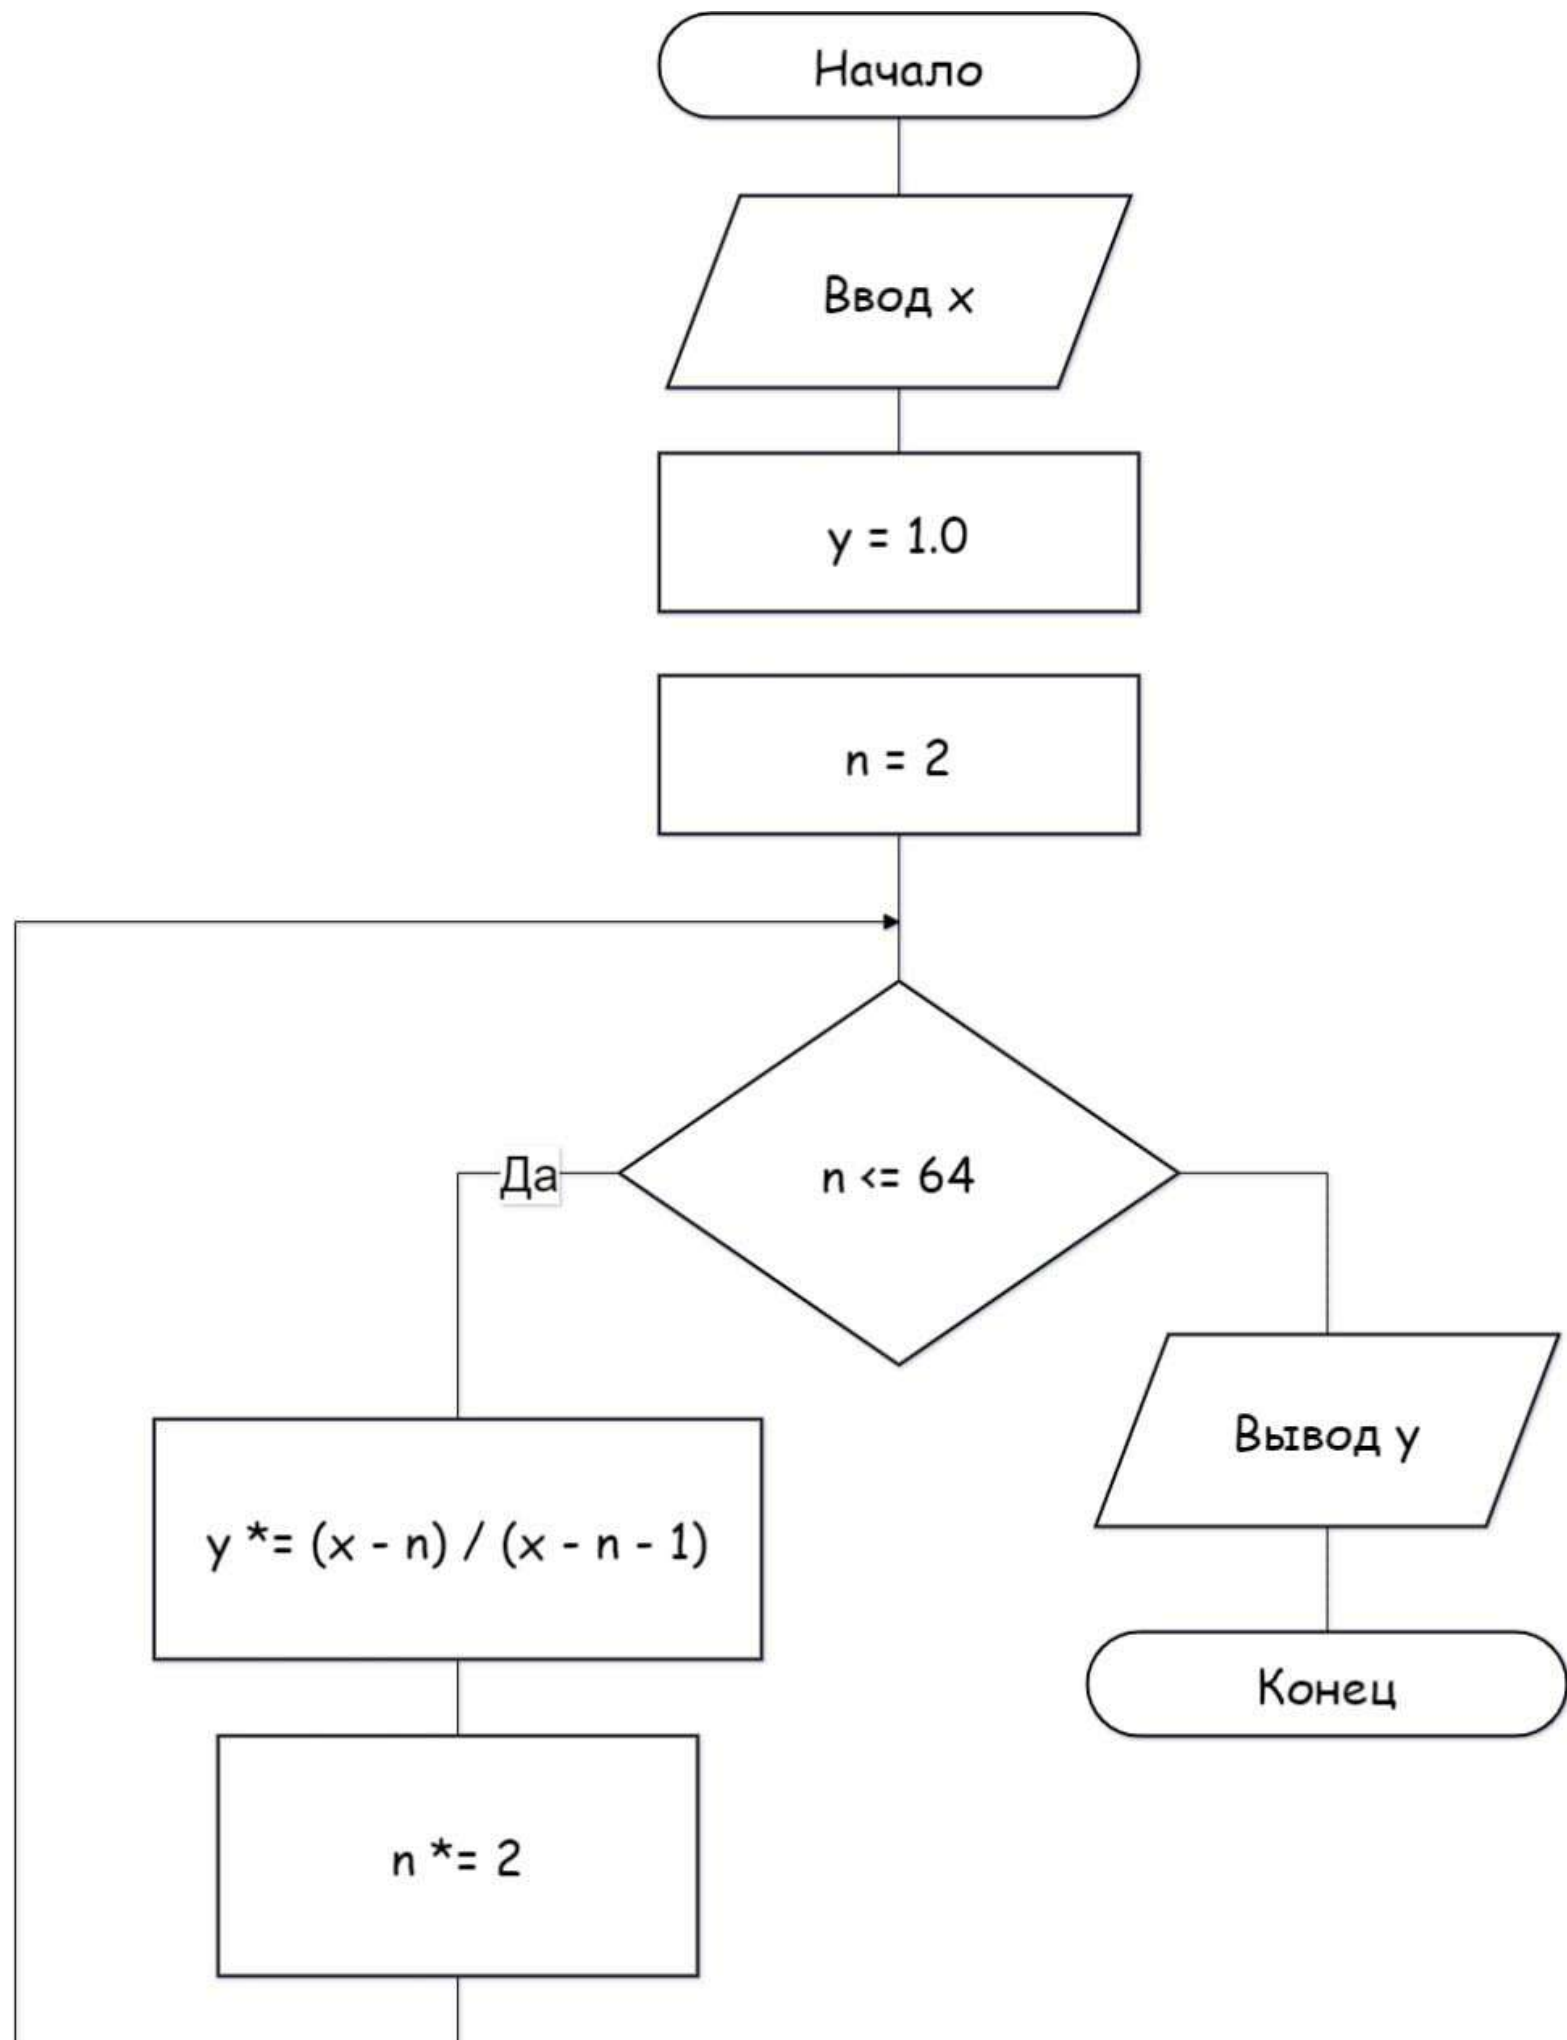 Начало
Ввод x
y = 1.0
n = 2
n <= 64
Да
y *= (x - n) / (x - n - 1)
n *= 2
Вывод y
Конец